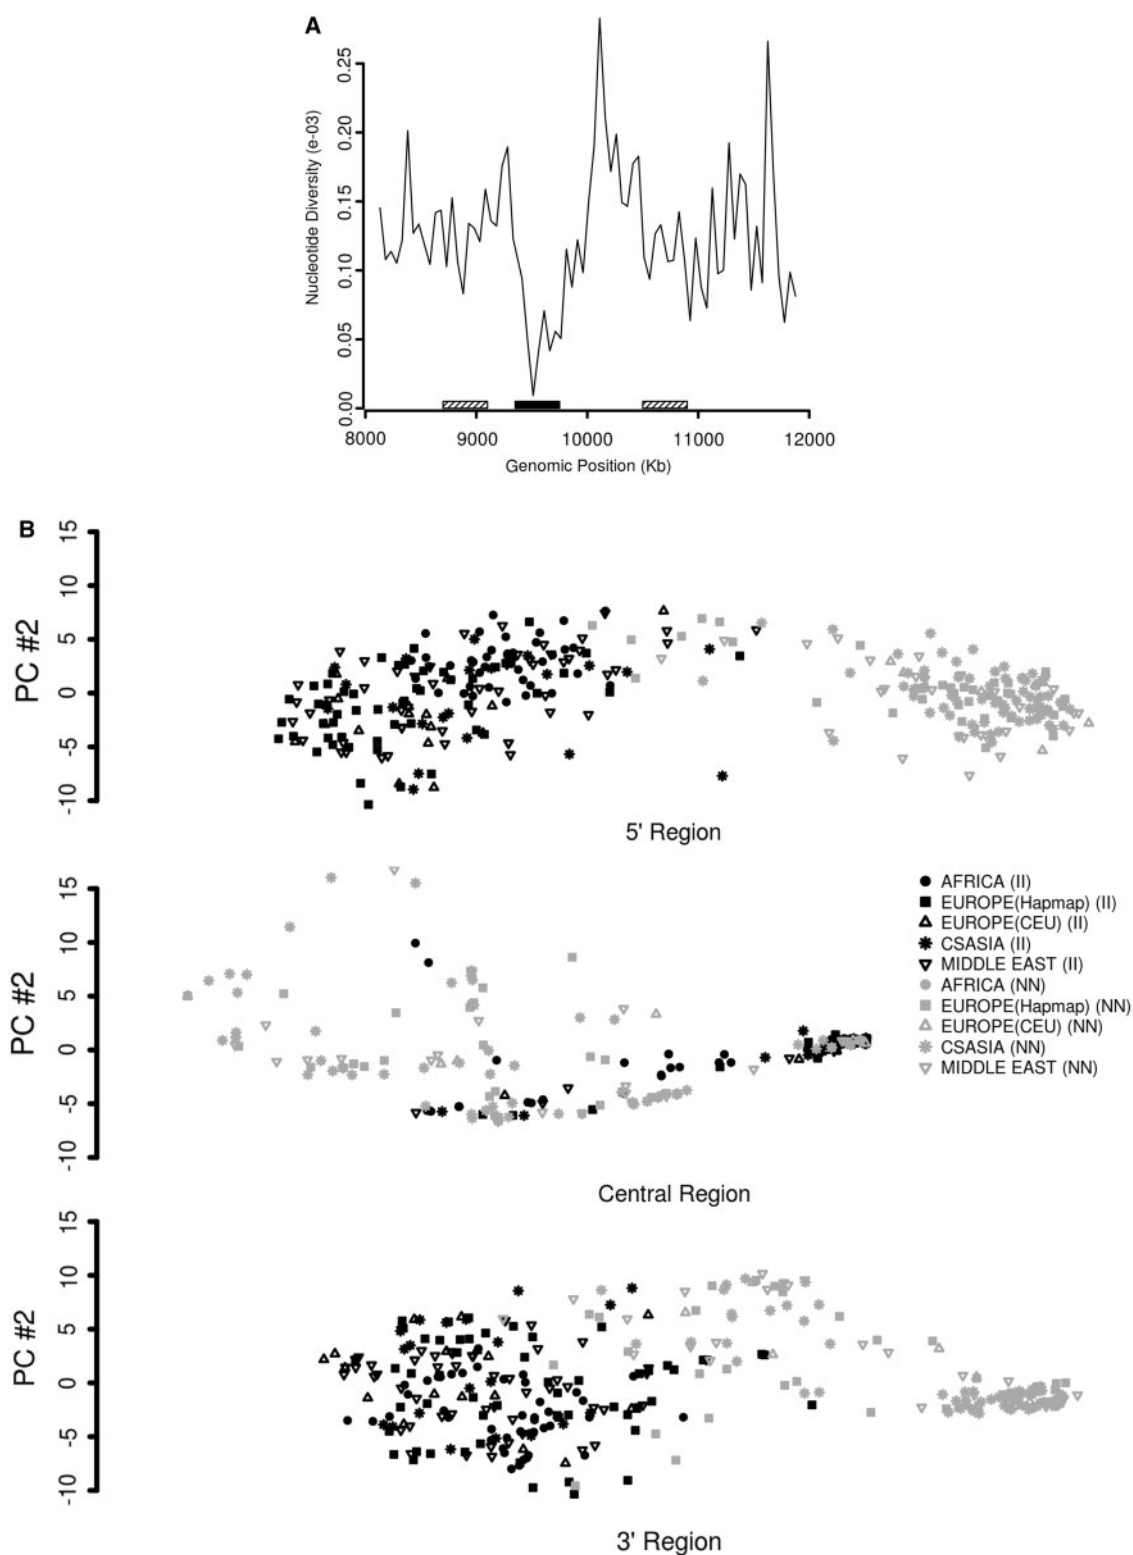 A
Nucleotide Diversity (e-03)
0.25
0.20
0.15
0.10
0.05
0.00
8000 9000 10000 11000 12000
Genomic Position (Kb)
B
PC #2
15
10
5
0
-5
-10
5' Region
PC #2
15
10
5
0
-5
-10
AFRICA (II)
EUROPE(Hapmap) (II)
EUROPE(CEU) (II)
CSASIA (II)
MIDDLE EAST (II)
AFRICA (NN)
EUROPE(Hapmap) (NN)
EUROPE(CEU) (NN)
CSASIA (NN)
MIDDLE EAST (NN)
Central Region
PC #2
15
10
5
0
-5
-10
3' Region